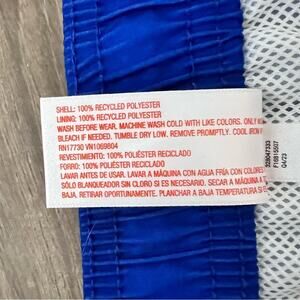 SHELL: 100% RECYCLED POLYESTER
LINING: 100% RECYCLED POLYESTER
WASH BEFORE WEAR. MACHINE WASH COLD WITH LIKE COLORS. ONLY
BLEACH IF NEEDED. TUMBLE DRY LOW. REMOVE PROMPTLY. COOL IRON IF
RN17730 VN1069804
REVESTIMIENTO: 100% POLIÉSTER RECICLADO
FORRO: 100% POLIÉSTER RECICLADO
LAVAR ANTES DE USAR. LAVAR A MÁQUINA CON AGUA FRÍA CON COLORES
SÓLO BLANQUEADOR SIN CLORO SI ES NECESARIO. SECAR A MÁQUINA A
BAJA. RETIRAR OPORTUNAMENTE. PLANCHAR A BAJA TEMPERATURA SI
04/23